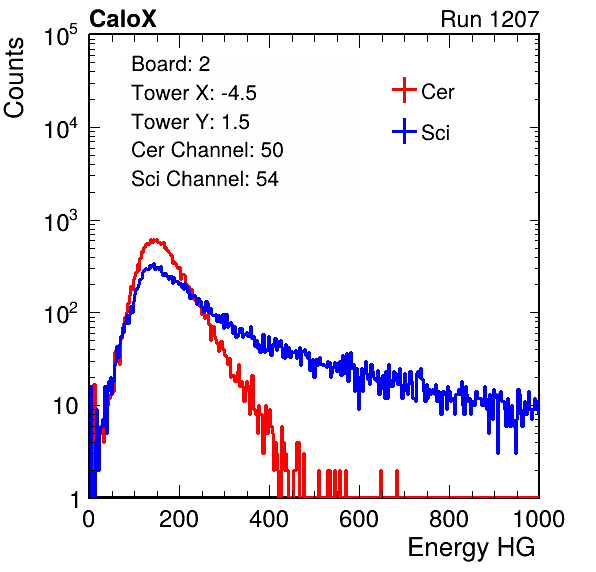 CaloX Run 1207
Counts
Board: 2
Tower X: -4.5
Tower Y: 1.5
Cer Channel: 50
Sci Channel: 54
Cer
Sci
10^5
10^4
10^3
10^2
10
1
0 200 400 600 800 1000
Energy HG